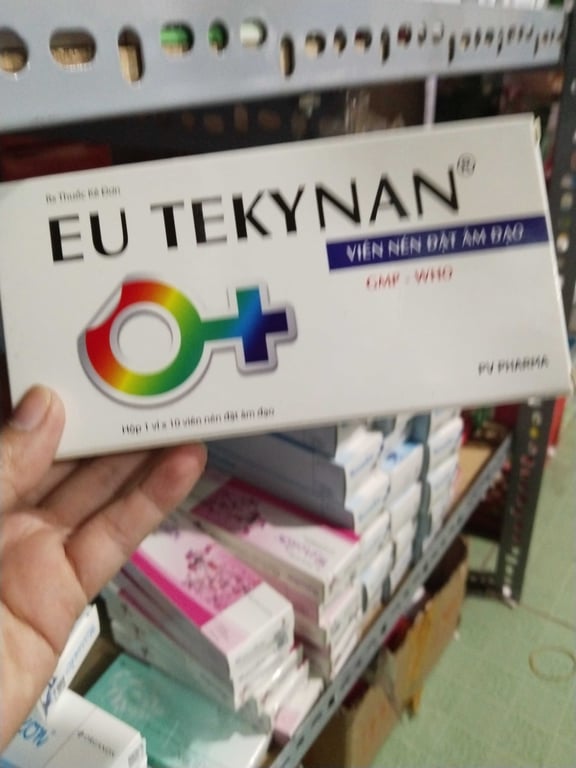 Rx Thuốc Kê Đơn
EU TEKYNAN®
VIÊN NÉN ĐẶT ÂM ĐẠO
GMP - WHO
PV PHARMA
Hộp 1 vỉ x 10 viên nén đặt âm đạo